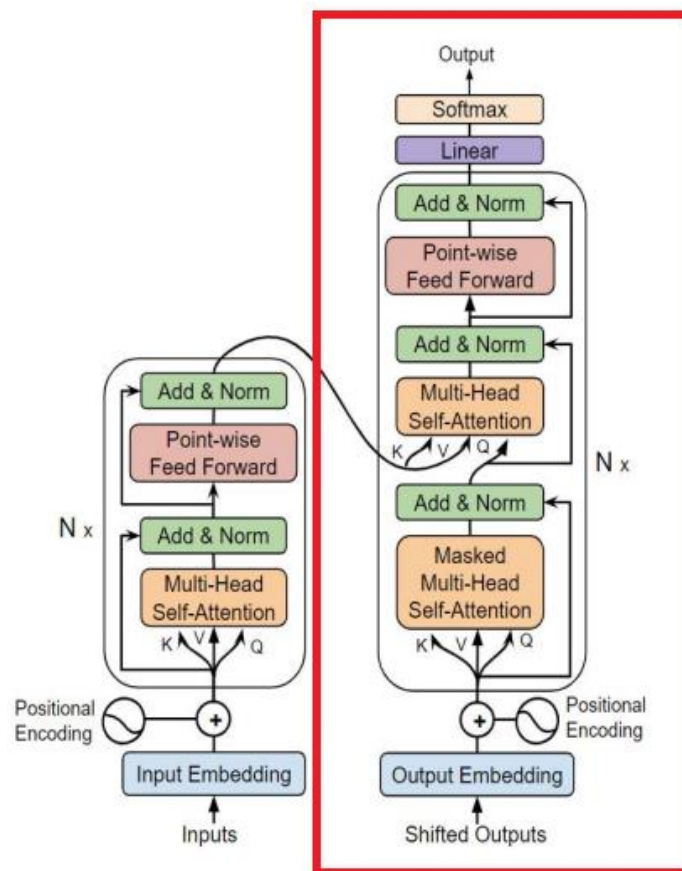 Output
Softmax
Linear
Add & Norm
Point-wise
Feed Forward
Add & Norm
Multi-Head
Self-Attention
K
V
Q
N x
Add & Norm
Masked
Multi-Head
Self-Attention
K
V
Q
Positional
Encoding
+
Output Embedding
Shifted Outputs
Add & Norm
Point-wise
Feed Forward
N x
Add & Norm
Multi-Head
Self-Attention
K
V
Q
Positional
Encoding
+
Input Embedding
Inputs